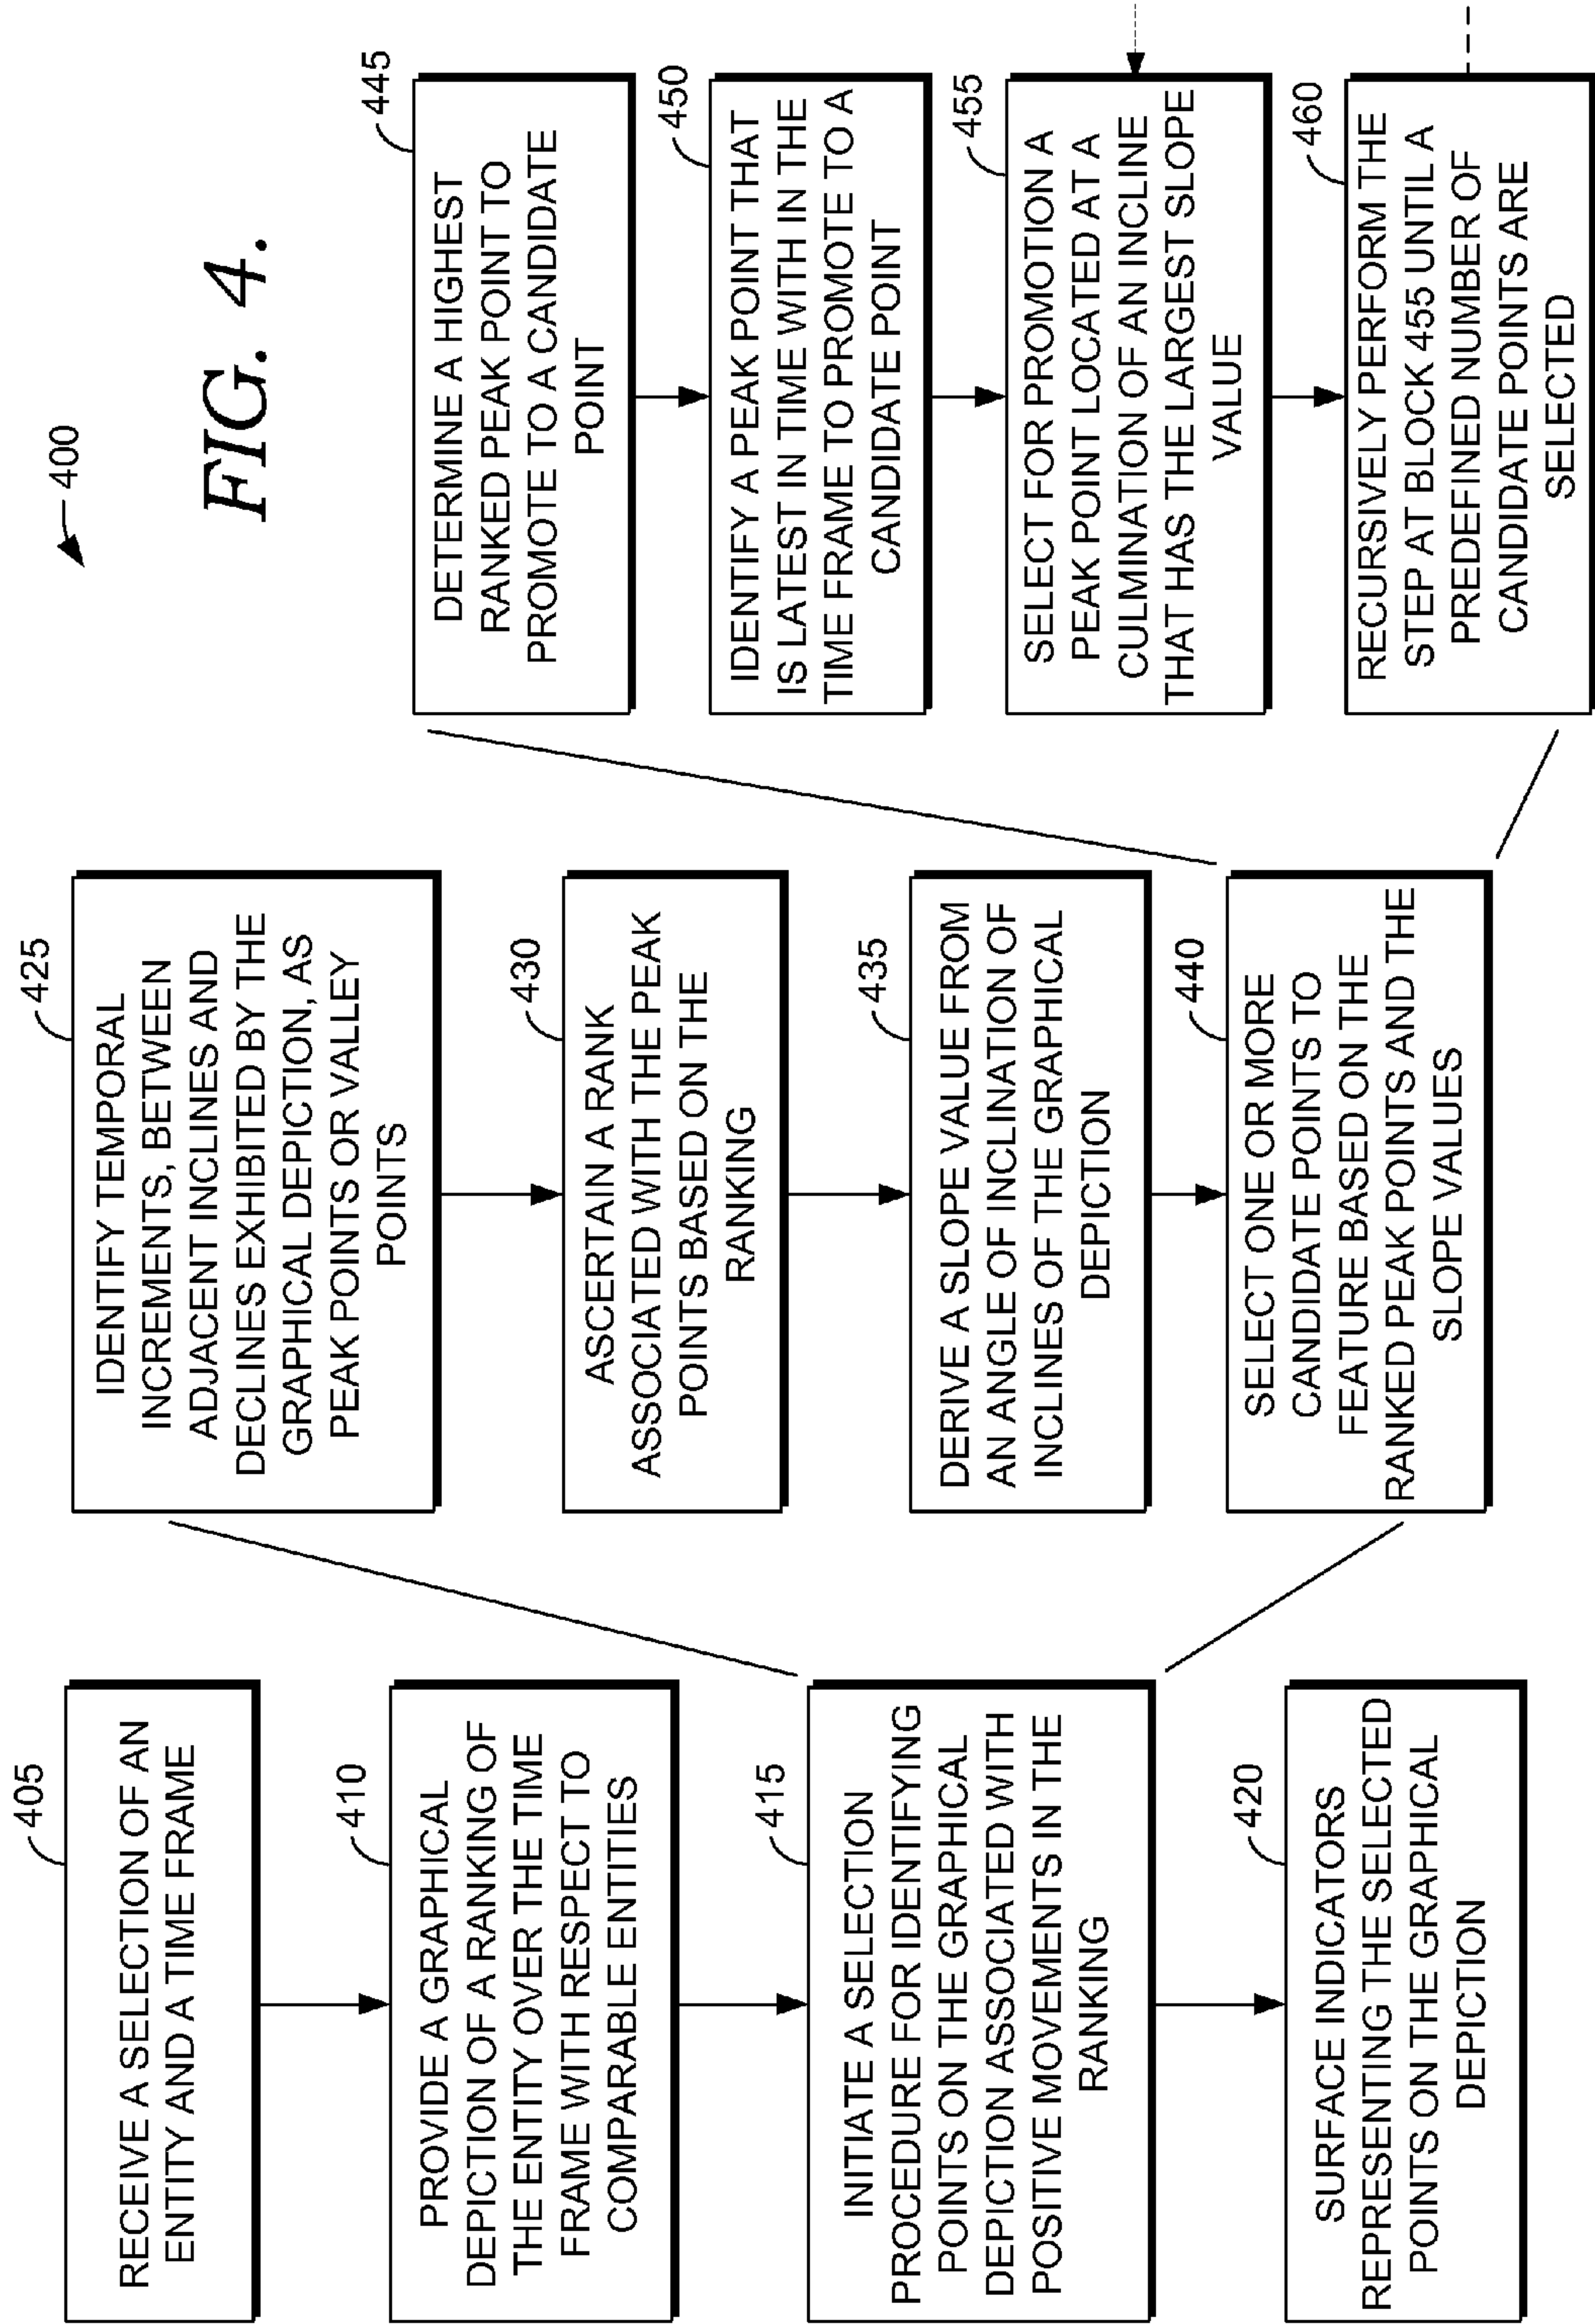 400
FIG. 4.
405
RECEIVE A SELECTION OF AN
ENTITY AND A TIME FRAME
410
PROVIDE A GRAPHICAL
DEPICTION OF A RANKING OF
THE ENTITY OVER THE TIME
FRAME WITH RESPECT TO
COMPARABLE ENTITIES
415
INITIATE A SELECTION
PROCEDURE FOR IDENTIFYING
POINTS ON THE GRAPHICAL
DEPICTION ASSOCIATED WITH
POSITIVE MOVEMENTS IN THE
RANKING
420
SURFACE INDICATORS
REPRESENTING THE SELECTED
POINTS ON THE GRAPHICAL
DEPICTION
425
IDENTIFY TEMPORAL
INCREMENTS, BETWEEN
ADJACENT INCLINES AND
DECLINES EXHIBITED BY THE
GRAPHICAL DEPICTION, AS
PEAK POINTS OR VALLEY
POINTS
430
ASCERTAIN A RANK
ASSOCIATED WITH THE PEAK
POINTS BASED ON THE
RANKING
435
DERIVE A SLOPE VALUE FROM
AN ANGLE OF INCLINATION OF
INCLINES OF THE GRAPHICAL
DEPICTION
440
SELECT ONE OR MORE
CANDIDATE POINTS TO
FEATURE BASED ON THE
RANKED PEAK POINTS AND THE
SLOPE VALUES
445
DETERMINE A HIGHEST
RANKED PEAK POINT TO
PROMOTE TO A CANDIDATE
POINT
450
IDENTIFY A PEAK POINT THAT
IS LATEST IN TIME WITH IN THE
TIME FRAME TO PROMOTE TO A
CANDIDATE POINT
455
SELECT FOR PROMOTION A
PEAK POINT LOCATED AT A
CULMINATION OF AN INCLINE
THAT HAS THE LARGEST SLOPE
VALUE
460
RECURSIVELY PERFORM THE
STEP AT BLOCK 455 UNTIL A
PREDEFINED NUMBER OF
CANDIDATE POINTS ARE
SELECTED